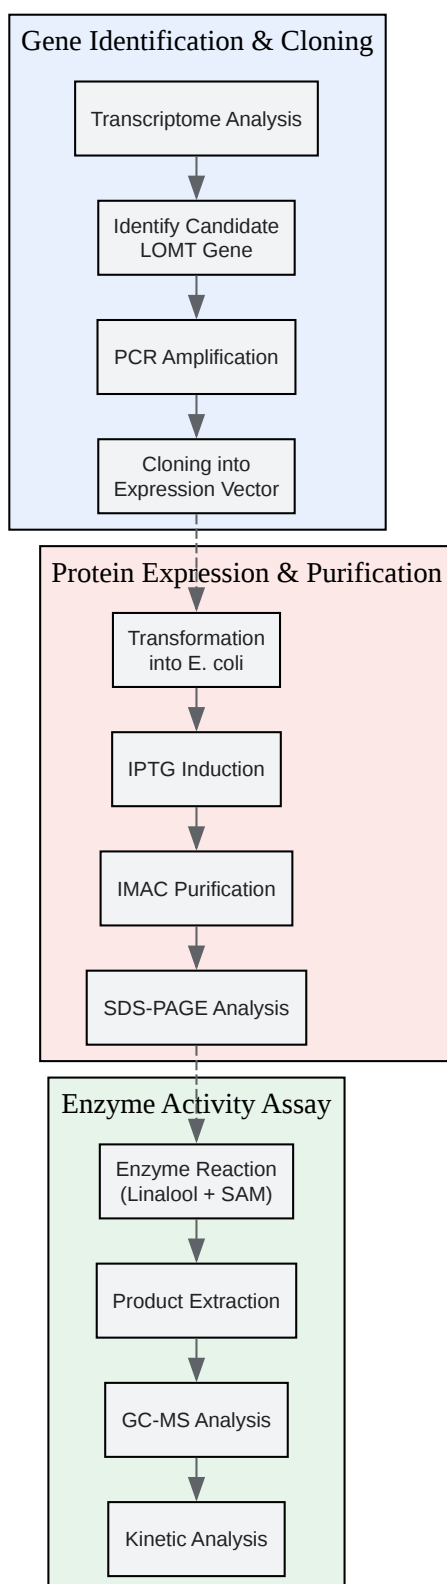 Gene Identification & Cloning
Transcriptome Analysis
Identify Candidate
LOMT Gene
PCR Amplification
Cloning into
Expression Vector
Protein Expression & Purification
Transformation
into E. coli
IPTG Induction
IMAC Purification
SDS-PAGE Analysis
Enzyme Activity Assay
Enzyme Reaction
(Linalool + SAM)
Product Extraction
GC-MS Analysis
Kinetic Analysis